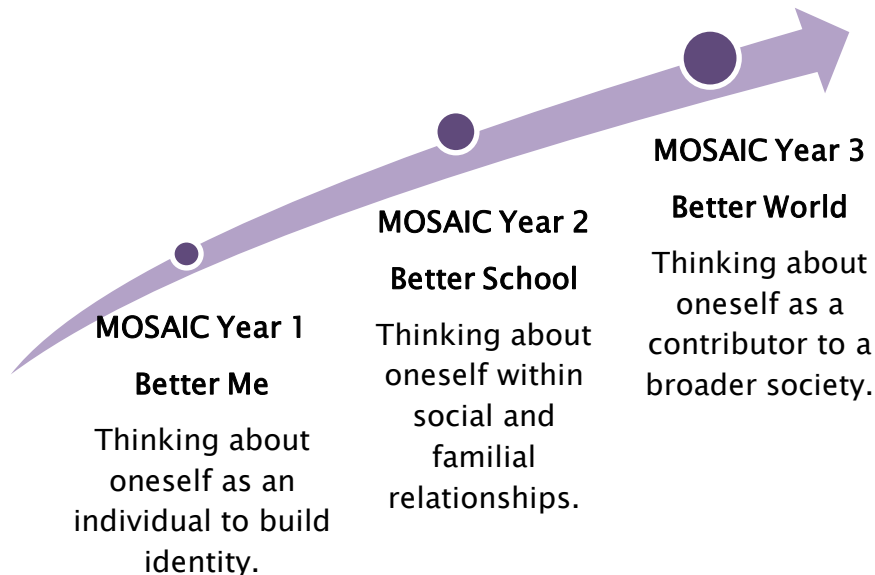 MOSAIC Year 1
Better Me
Thinking about
oneself as an
individual to build
identity.
MOSAIC Year 2
Better School
Thinking about
oneself within
social and
familial
relationships.
MOSAIC Year 3
Better World
Thinking about
oneself as a
contributor to a
broader society.